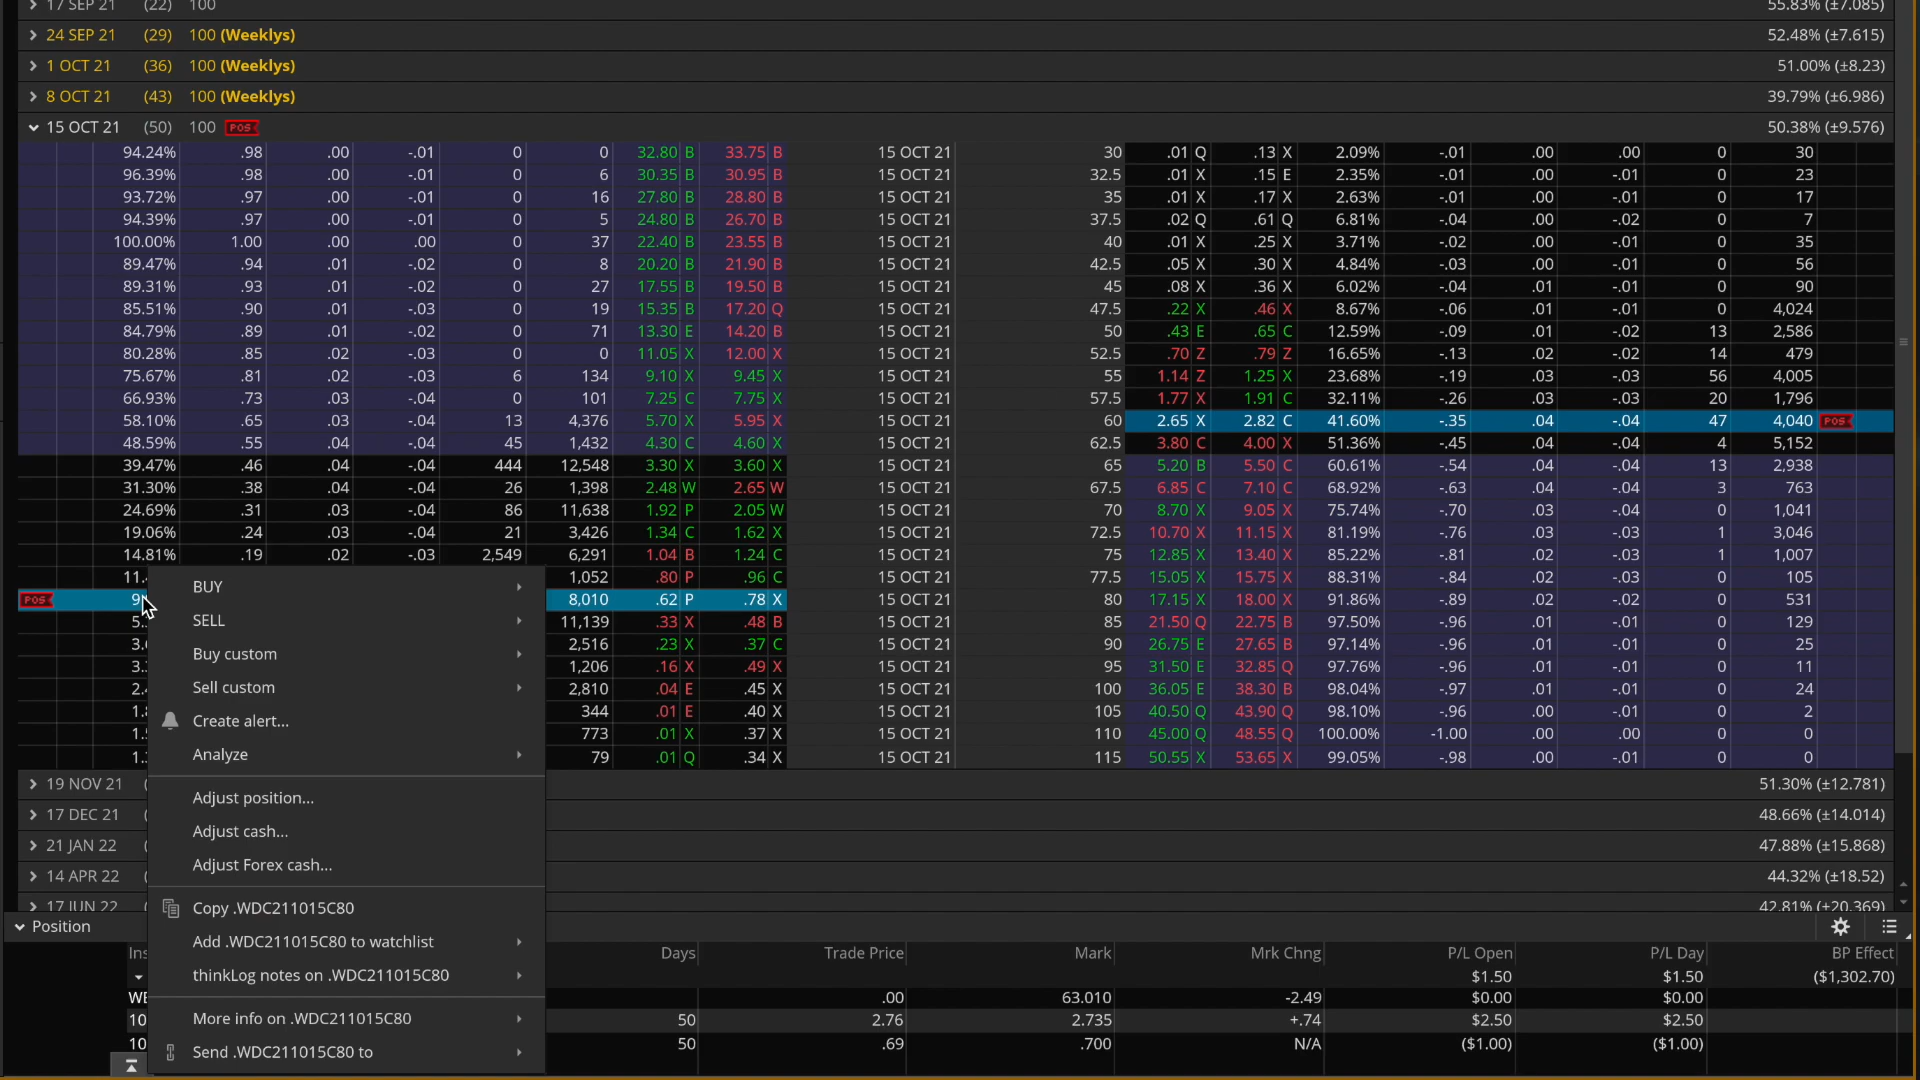 17 SEP 21 (22) 100 55.83% (±7.085)
24 SEP 21 (29) 100 (Weeklys) 52.48% (±7.615)
1 OCT 21 (36) 100 (Weeklys) 51.00% (±8.23)
8 OCT 21 (43) 100 (Weeklys) 39.79% (±6.986)
15 OCT 21 (50) 100 POS 50.38% (±9.576)
94.24% .98 .00 -.01 0 0 32.80 B 33.75 B 15 OCT 21 30 .01 Q .13 X 2.09% -.01 .00 .00 0 30
96.39% .98 .00 -.01 0 6 30.35 B 30.95 B 15 OCT 21 32.5 .01 X .15 E 2.35% -.01 .00 -.01 0 23
93.72% .97 .00 -.01 0 16 27.80 B 28.80 B 15 OCT 21 35 .01 X .17 X 2.63% -.01 .00 -.01 0 17
94.39% .97 .00 -.01 0 5 24.80 B 26.70 B 15 OCT 21 37.5 .02 Q .61 Q 6.81% -.04 .00 -.02 0 7
100.00% 1.00 .00 .00 0 37 22.40 B 23.55 B 15 OCT 21 40 .01 X .25 X 3.71% -.02 .00 -.01 0 35
89.47% .94 .01 -.02 0 8 20.20 B 21.90 B 15 OCT 21 42.5 .05 X .30 X 4.84% -.03 .00 -.01 0 56
89.31% .93 .01 -.02 0 27 17.55 B 19.50 B 15 OCT 21 45 .08 X .36 X 6.02% -.04 .01 -.01 0 90
85.51% .90 .01 -.03 0 19 15.35 B 17.20 Q 15 OCT 21 47.5 .22 X .46 X 8.67% -.06 .01 -.01 0 4,024
84.79% .89 .01 -.02 0 71 13.30 E 14.20 B 15 OCT 21 50 .43 E .65 C 12.59% -.09 .01 -.02 13 2,586
80.28% .85 .02 -.03 0 0 11.05 X 12.00 X 15 OCT 21 52.5 .70 Z .79 Z 16.65% -.13 .02 -.02 14 479
75.67% .81 .02 -.03 6 134 9.10 X 9.45 X 15 OCT 21 55 1.14 Z 1.25 X 23.68% -.19 .03 -.03 56 4,005
66.93% .73 .03 -.04 0 101 7.25 C 7.75 X 15 OCT 21 57.5 1.77 X 1.91 C 32.11% -.26 .03 -.03 20 1,796
58.10% .65 .03 -.04 13 4,376 5.70 X 5.95 X 15 OCT 21 60 2.65 X 2.82 C 41.60% -.35 .04 -.04 47 4,040 POS
48.59% .55 .04 -.04 45 1,432 4.30 C 4.60 X 15 OCT 21 62.5 3.80 C 4.00 X 51.36% -.45 .04 -.04 4 5,152
39.47% .46 .04 -.04 444 12,548 3.30 X 3.60 X 15 OCT 21 65 5.20 B 5.50 C 60.61% -.54 .04 -.04 13 2,938
31.30% .38 .04 -.04 26 1,398 2.48 W 2.65 W 15 OCT 21 67.5 6.85 C 7.10 C 68.92% -.63 .04 -.04 3 763
24.69% .31 .03 -.04 86 11,638 1.92 P 2.05 W 15 OCT 21 70 8.70 X 9.05 X 75.74% -.70 .03 -.04 0 1,041
19.06% .24 .03 -.04 21 3,426 1.34 C 1.62 X 15 OCT 21 72.5 10.70 X 11.15 X 81.19% -.76 .03 -.03 1 3,046
14.81% .19 .02 -.03 2,549 6,291 1.04 B 1.24 C 15 OCT 21 75 12.85 X 13.40 X 85.22% -.81 .02 -.03 1 1,007
11. 1,052 .80 P .96 C 15 OCT 21 77.5 15.05 X 15.75 X 88.31% -.84 .02 -.03 0 105
POS 9 8,010 .62 P .78 X 15 OCT 21 80 17.15 X 18.00 X 91.86% -.89 .02 -.02 0 531
5. 11,139 .33 X .48 B 15 OCT 21 85 21.50 Q 22.75 B 97.50% -.96 .01 -.02 0 129
3. 2,516 .23 X .37 C 15 OCT 21 90 26.75 E 27.65 B 97.14% -.96 .01 -.01 0 25
3. 1,206 .16 X .49 X 15 OCT 21 95 31.50 E 32.85 Q 97.76% -.96 .01 -.01 0 11
2. 2,810 .04 E .45 X 15 OCT 21 100 36.05 E 38.30 B 98.04% -.97 .01 -.01 0 24
1. 344 .01 E .40 X 15 OCT 21 105 40.50 Q 43.90 Q 98.10% -.96 .00 -.01 0 2
1. 773 .01 X .37 X 15 OCT 21 110 45.00 Q 48.55 Q 100.00% -1.00 .00 .00 0 0
1. 79 .01 Q .34 X 15 OCT 21 115 50.55 X 53.65 X 99.05% -.98 .00 -.01 0 0
BUY
SELL
Buy custom
Sell custom
Create alert...
Analyze
Adjust position...
Adjust cash...
Adjust Forex cash...
Copy .WDC211015C80
Add .WDC211015C80 to watchlist
thinkLog notes on .WDC211015C80
More info on .WDC211015C80
Send .WDC211015C80 to
19 NOV 21 51.30% (±12.781)
17 DEC 21 48.66% (±14.014)
21 JAN 22 47.88% (±15.868)
14 APR 22 44.32% (±18.52)
17 JUN 22 42.81% (±20.369)
Position
Ins Days Trade Price Mark Mrk Chng P/L Open P/L Day BP Effect
$1.50 $1.50 ($1,302.70)
.00 63.010 -2.49 $0.00 $0.00
10 50 2.76 2.735 +.74 $2.50 $2.50
10 50 .69 .700 N/A ($1.00) ($1.00)